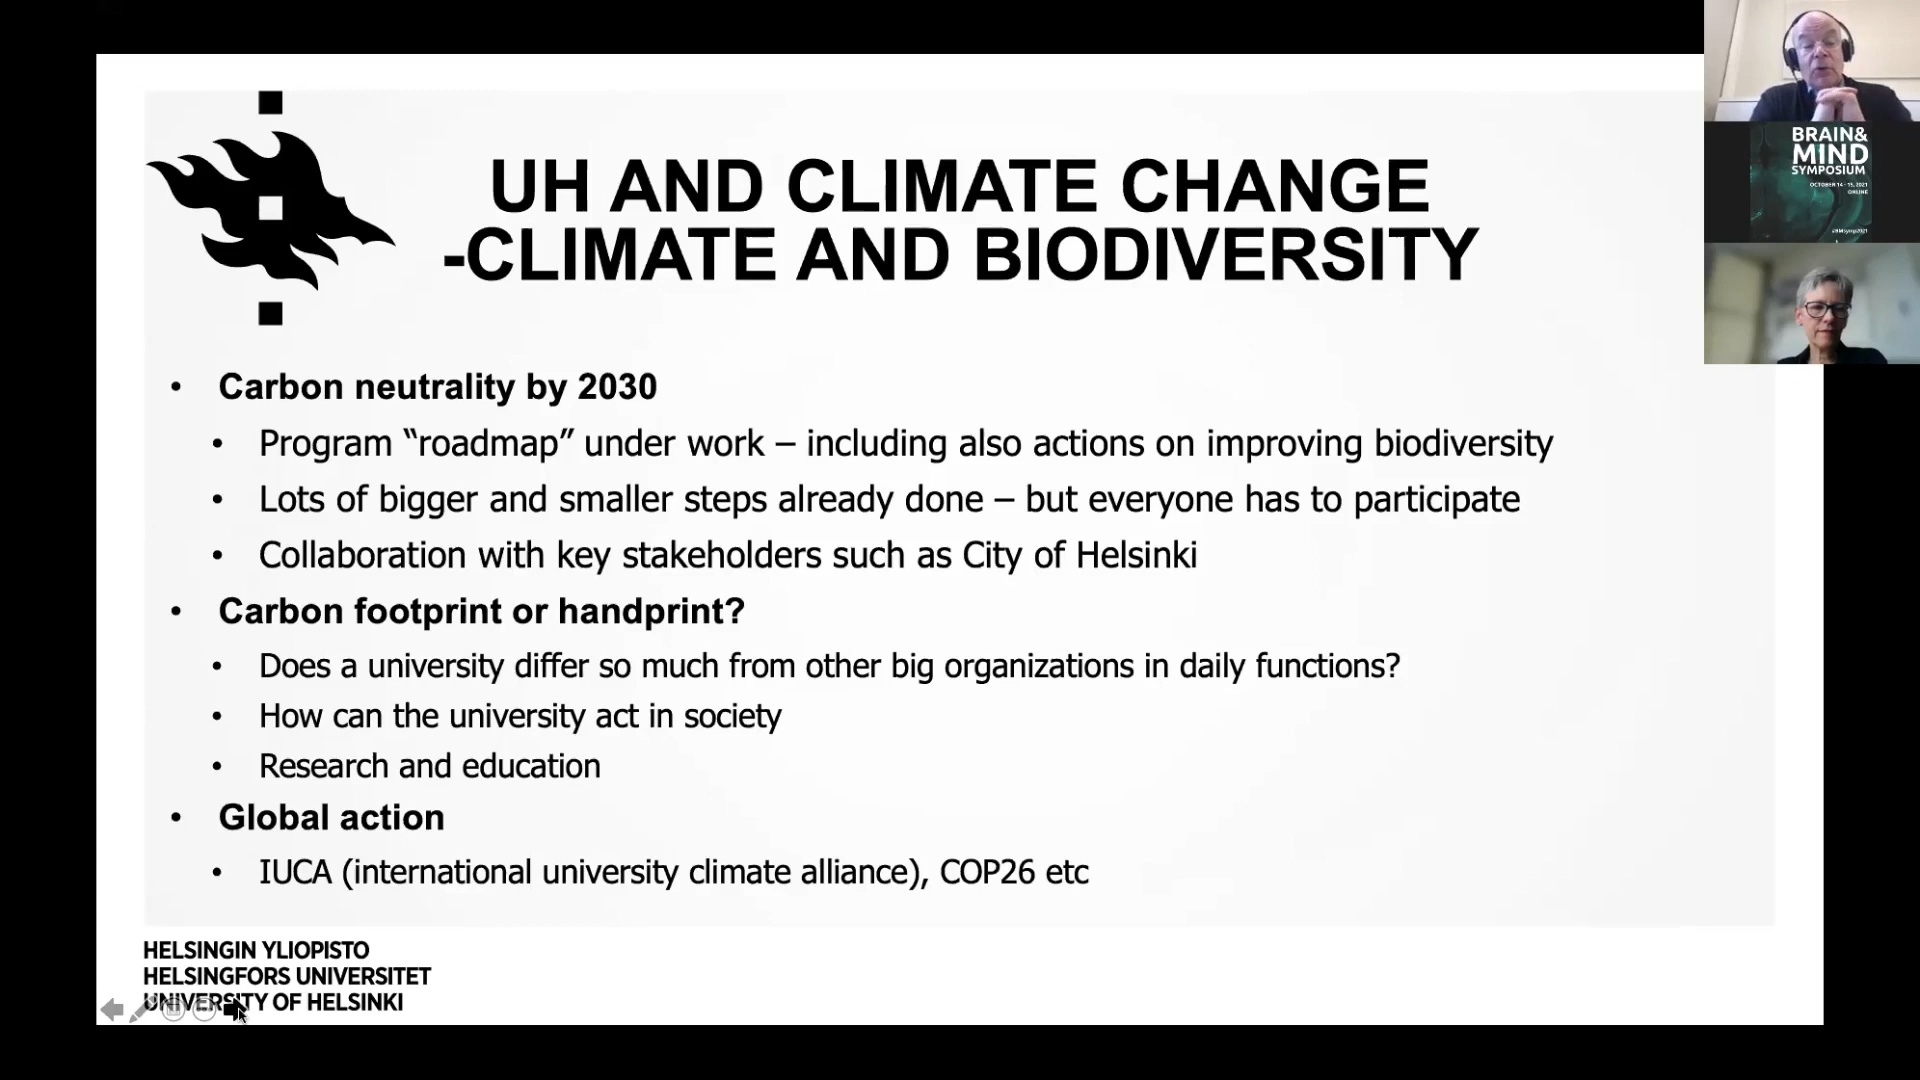 UH AND CLIMATE CHANGE
-CLIMATE AND BIODIVERSITY
• Carbon neutrality by 2030
• Program “roadmap” under work – including also actions on improving biodiversity
• Lots of bigger and smaller steps already done – but everyone has to participate
• Collaboration with key stakeholders such as City of Helsinki
• Carbon footprint or handprint?
• Does a university differ so much from other big organizations in daily functions?
• How can the university act in society
• Research and education
• Global action
• IUCA (international university climate alliance), COP26 etc
HELSINGIN YLIOPISTO
HELSINGFORS UNIVERSITET
UNIVERSITY OF HELSINKI
BRAIN&
MIND
SYMPOSIUM
OCTOBER 14 - 15, 2021
ONLINE
#BMsymp2021